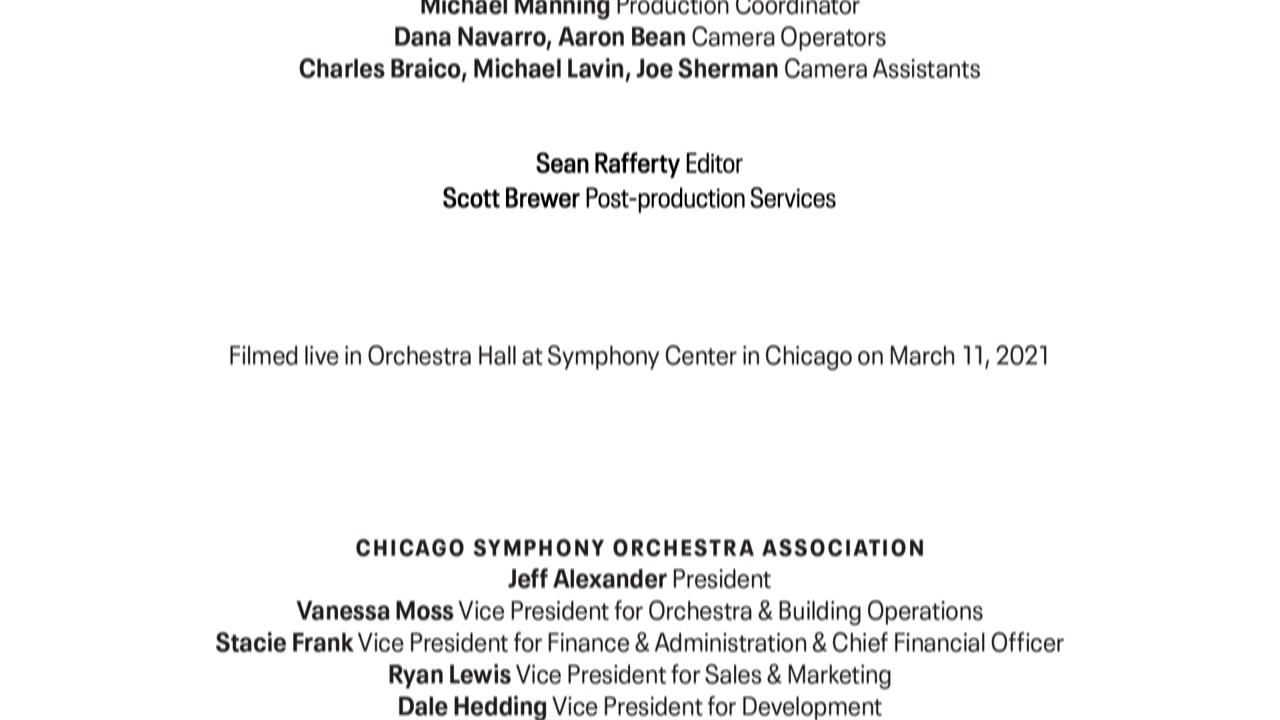 Michael Manning Production Coordinator
Dana Navarro, Aaron Bean Camera Operators
Charles Braico, Michael Lavin, Joe Sherman Camera Assistants
Sean Rafferty Editor
Scott Brewer Post-production Services
Filmed live in Orchestra Hall at Symphony Center in Chicago on March 11, 2021
CHICAGO SYMPHONY ORCHESTRA ASSOCIATION
Jeff Alexander President
Vanessa Moss Vice President for Orchestra & Building Operations
Stacie Frank Vice President for Finance & Administration & Chief Financial Officer
Ryan Lewis Vice President for Sales & Marketing
Dale Hedding Vice President for Development